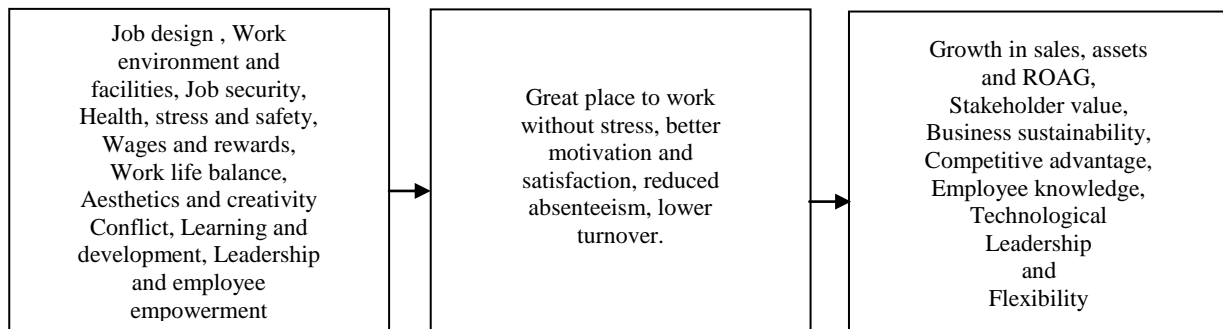 Job design , Work
environment and
facilities, Job security,
Health, stress and safety,
Wages and rewards,
Work life balance,
Aesthetics and creativity
Conflict, Learning and
development, Leadership
and employee
empowerment
Great place to work
without stress, better
motivation and
satisfaction, reduced
absenteeism, lower
turnover.
Growth in sales, assets
and ROAG,
Stakeholder value,
Business sustainability,
Competitive advantage,
Employee knowledge,
Technological
Leadership
and
Flexibility